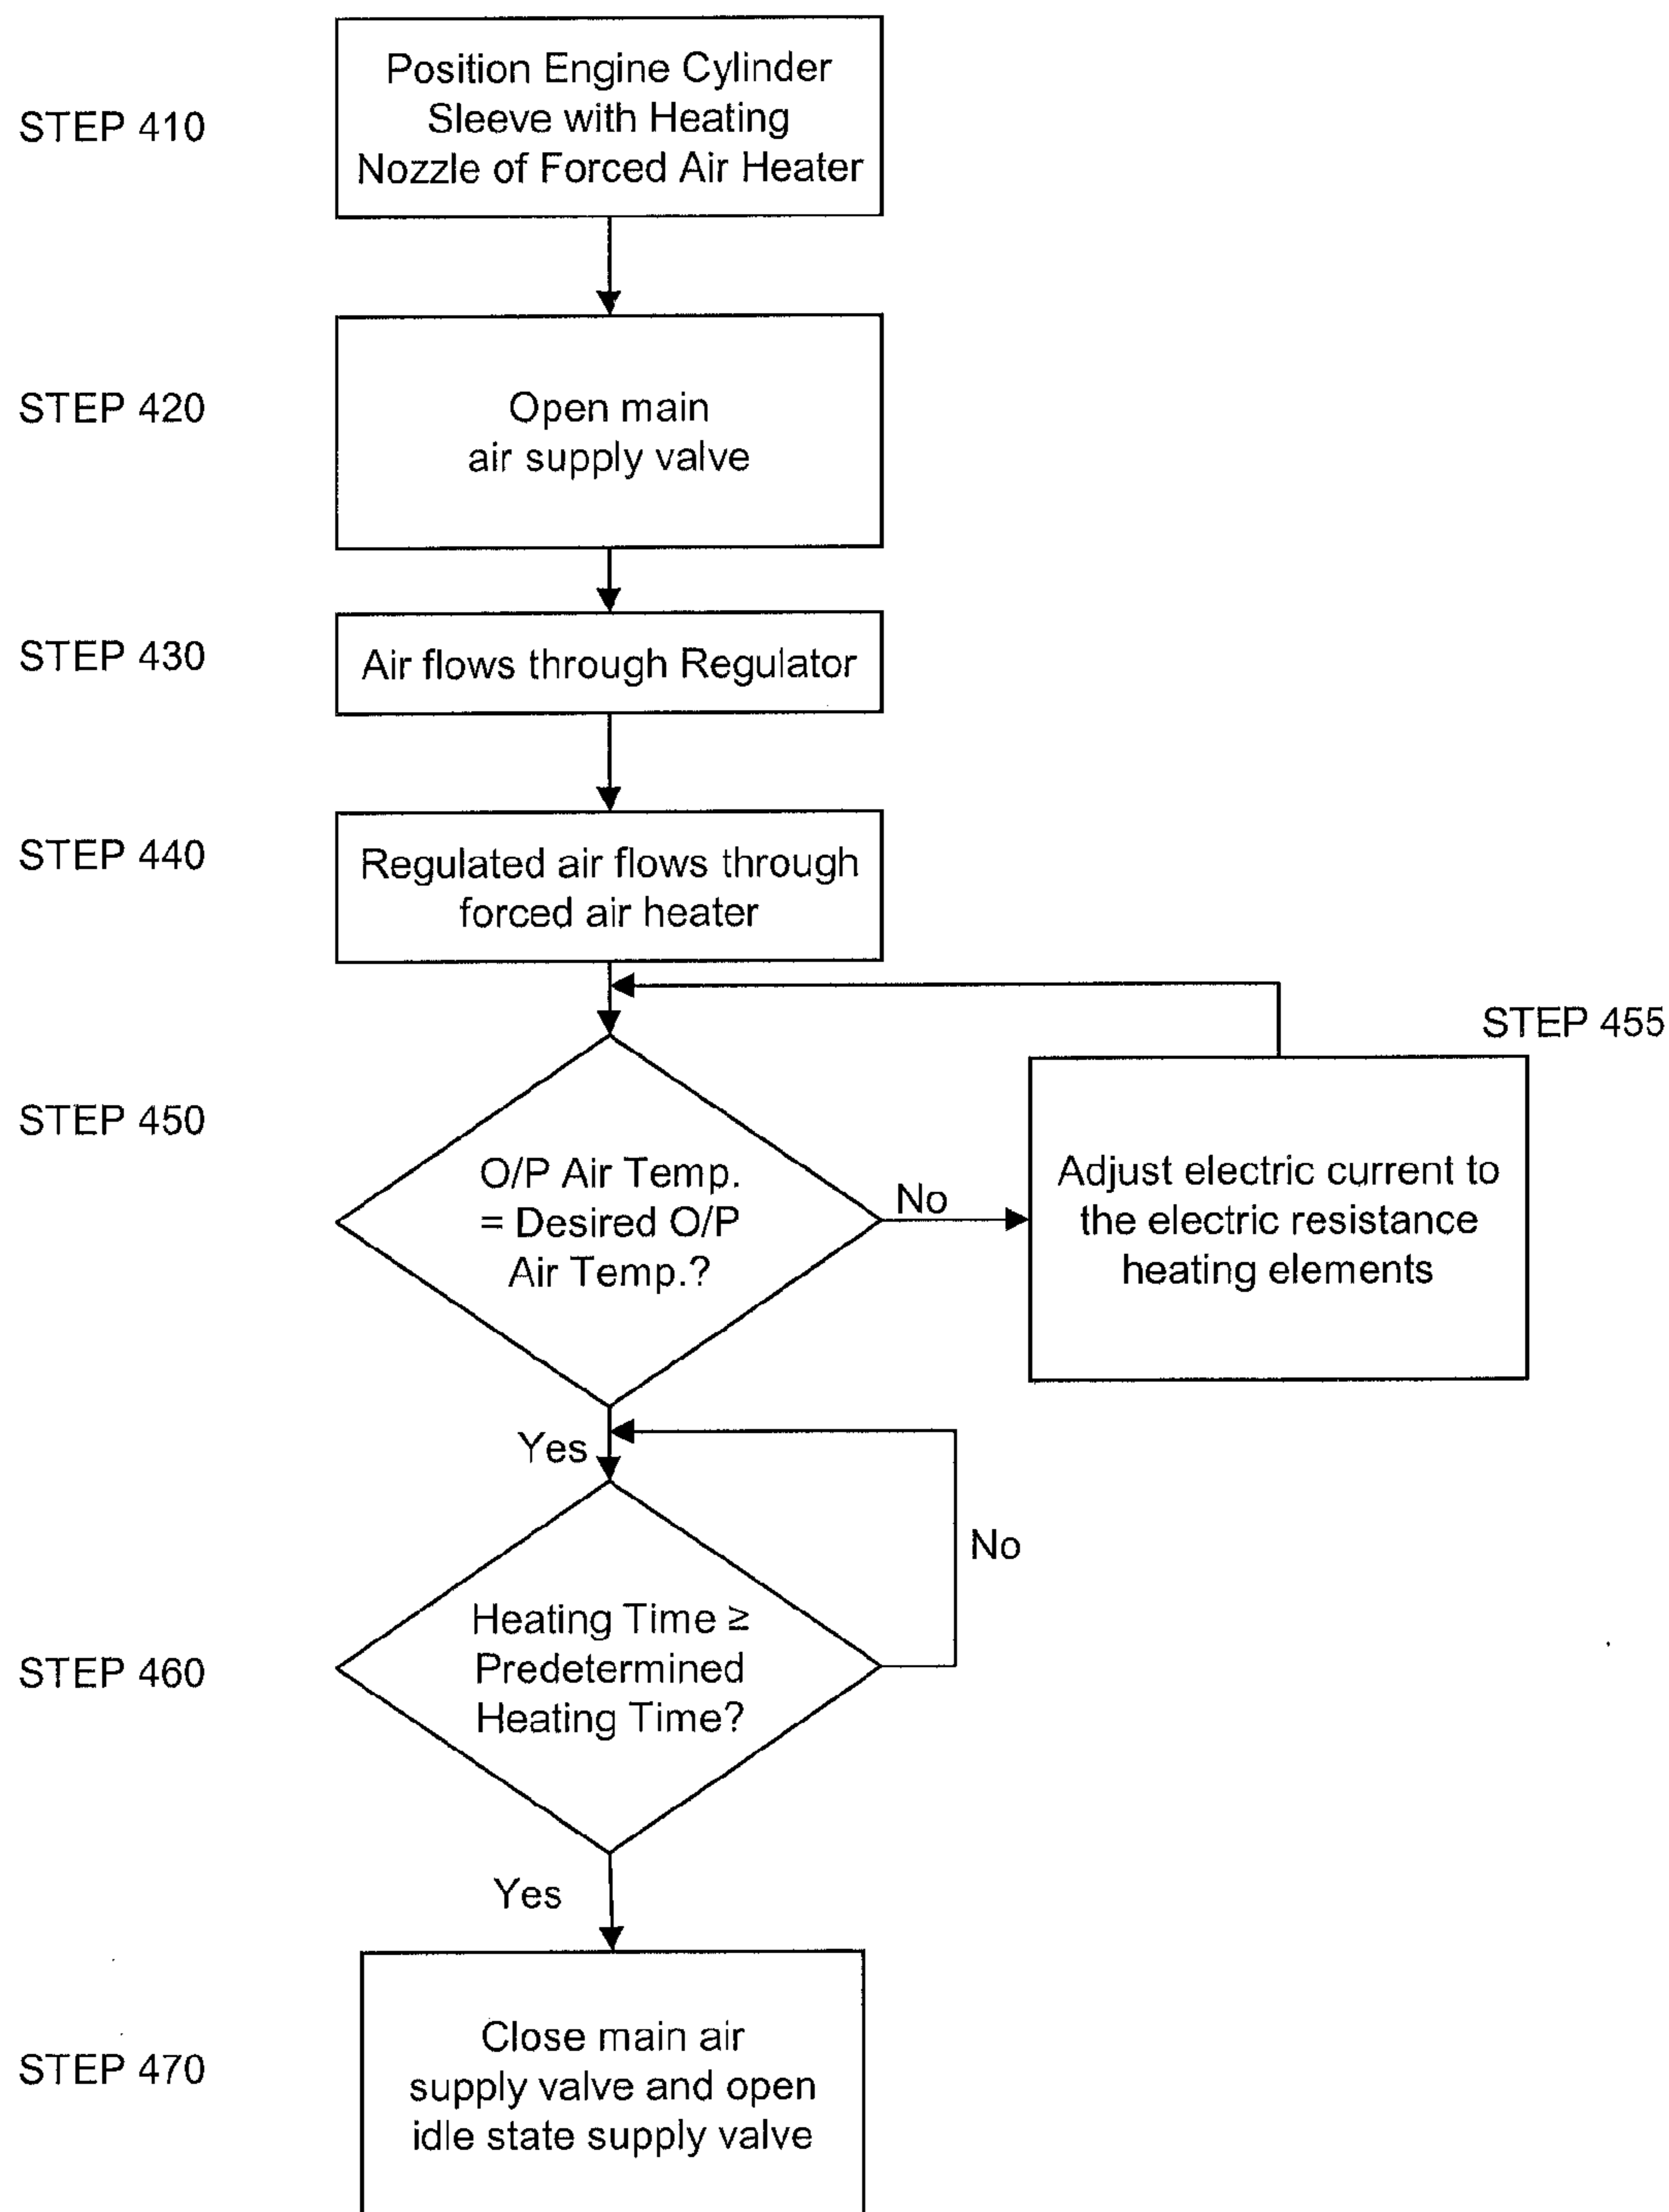 STEP 410
Position Engine Cylinder
Sleeve with Heating
Nozzle of Forced Air Heater
STEP 420
Open main
air supply valve
STEP 430
Air flows through Regulator
STEP 440
Regulated air flows through
forced air heater
STEP 450
O/P Air Temp.
= Desired O/P
Air Temp.?
No
STEP 455
Adjust electric current to
the electric resistance
heating elements
Yes
STEP 460
Heating Time ≥
Predetermined
Heating Time?
No
Yes
STEP 470
Close main air
supply valve and open
idle state supply valve